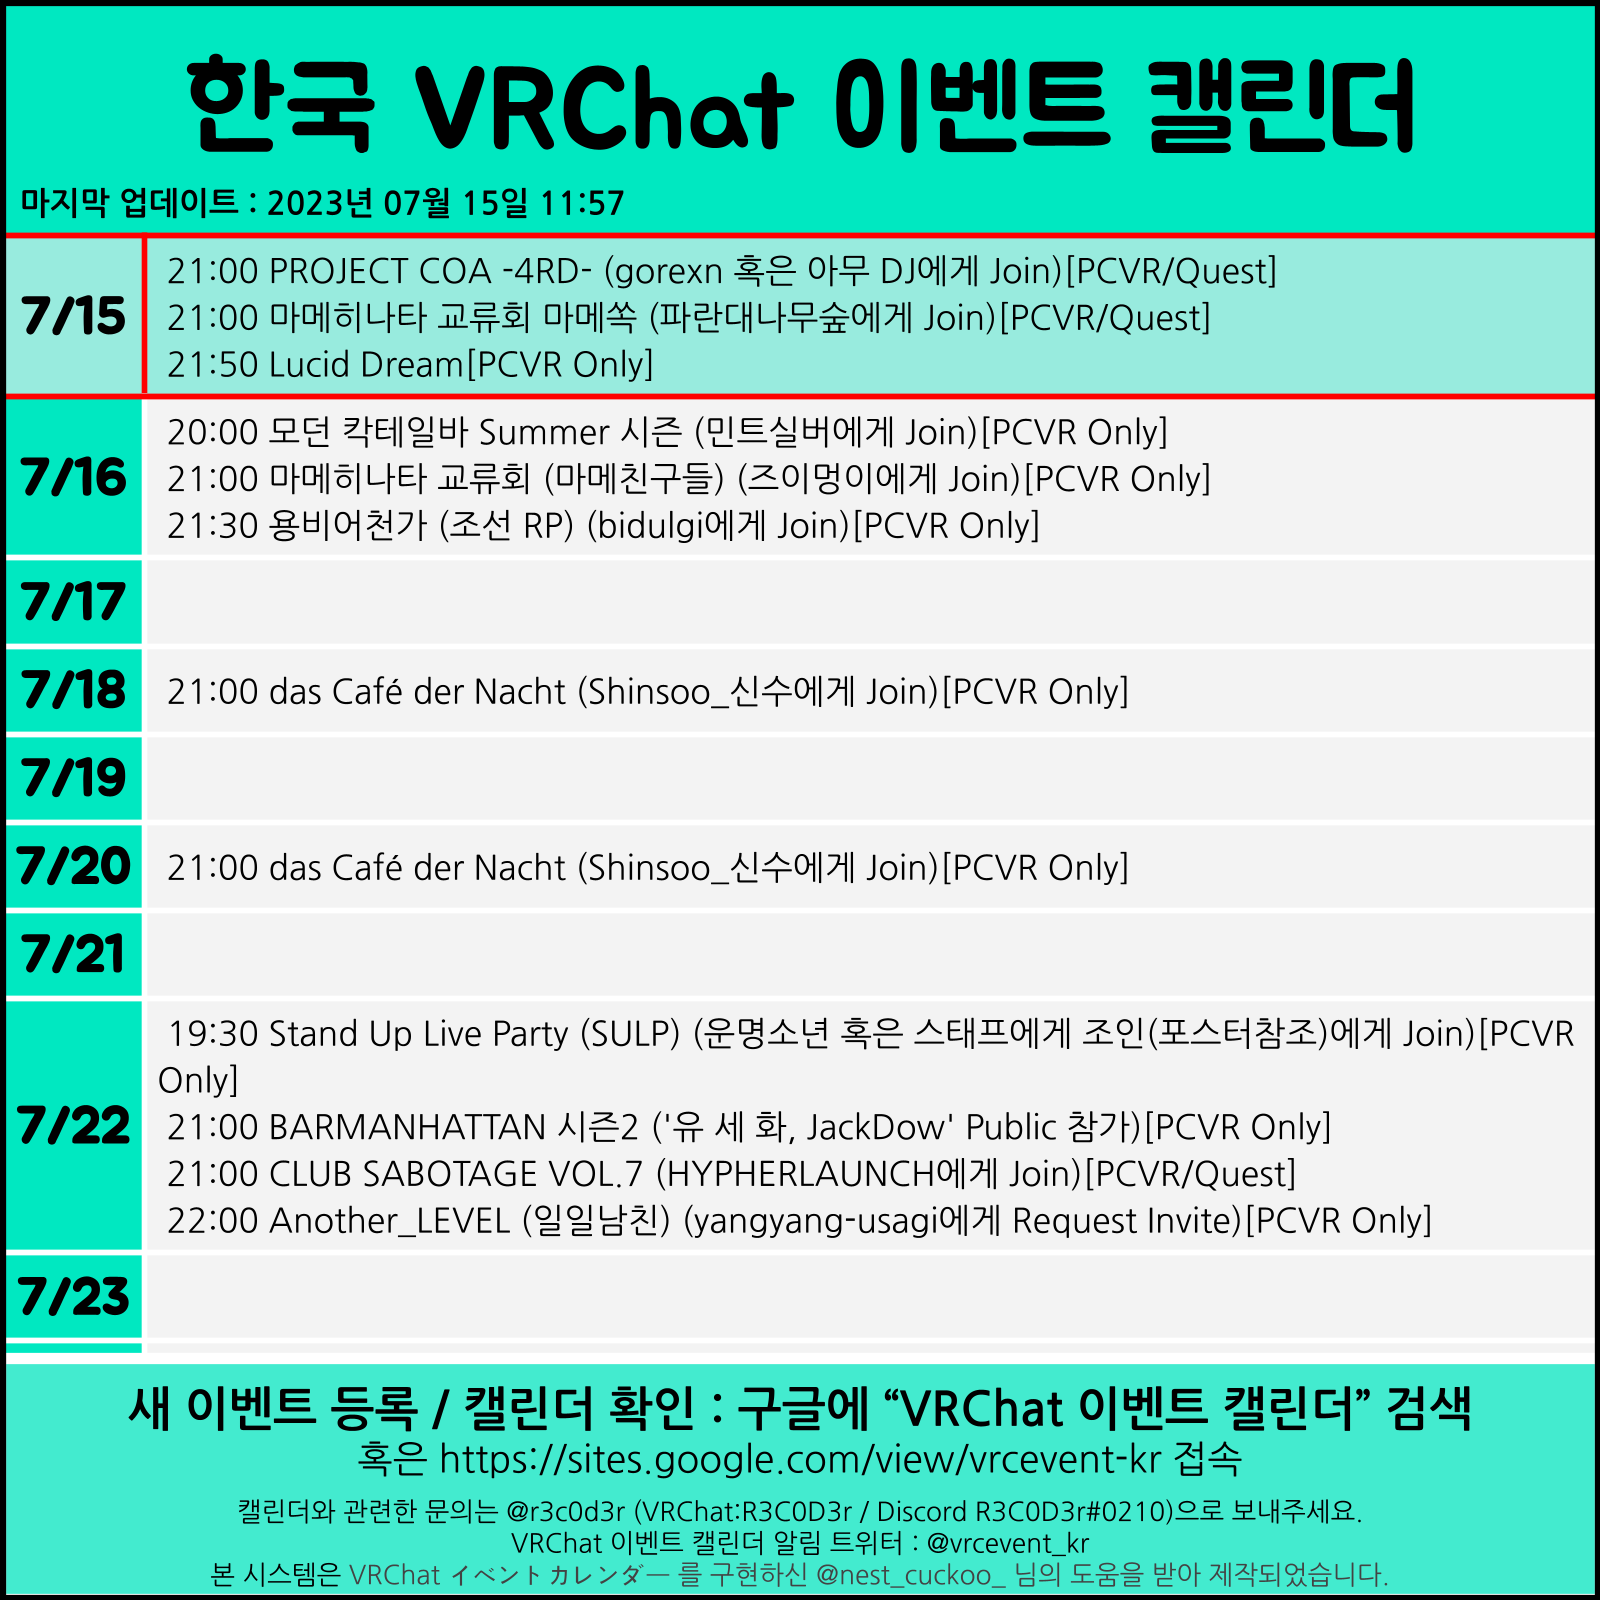 한국 VRChat 이벤트 캘린더
마지막 업데이트 : 2023년 07월 15일 11:57
7/15
21:00 PROJECT COA -4RD- (gorexn 혹은 아무 DJ에게 Join)[PCVR/Quest]
21:00 마메히나타 교류회 마메쏙 (파란대나무숲에게 Join)[PCVR/Quest]
21:50 Lucid Dream[PCVR Only]
7/16
20:00 모던 칵테일바 Summer 시즌 (민트실버에게 Join)[PCVR Only]
21:00 마메히나타 교류회 (마메친구들) (즈이멍이에게 Join)[PCVR Only]
21:30 용비어천가 (조선 RP) (bidulgi에게 Join)[PCVR Only]
7/17
7/18
21:00 das Café der Nacht (Shinsoo_신수에게 Join)[PCVR Only]
7/19
7/20
21:00 das Café der Nacht (Shinsoo_신수에게 Join)[PCVR Only]
7/21
7/22
19:30 Stand Up Live Party (SULP) (운명소년 혹은 스태프에게 조인(포스터참조)에게 Join)[PCVR
Only]
21:00 BARMANHATTAN 시즌2 ('유 세 화, JackDow' Public 참가)[PCVR Only]
21:00 CLUB SABOTAGE VOL.7 (HYPHERLAUNCH에게 Join)[PCVR/Quest]
22:00 Another_LEVEL (일일남친) (yangyang-usagi에게 Request Invite)[PCVR Only]
7/23
새 이벤트 등록 / 캘린더 확인 : 구글에 “VRChat 이벤트 캘린더” 검색
혹은 https://sites.google.com/view/vrcevent-kr 접속
캘린더와 관련한 문의는 @r3c0d3r (VRChat:R3C0D3r / Discord R3C0D3r#0210)으로 보내주세요.
VRChat 이벤트 캘린더 알림 트위터 : @vrcevent_kr
본 시스템은 VRChat イベントカレンダー 를 구현하신 @nest_cuckoo_ 님의 도움을 받아 제작되었습니다.